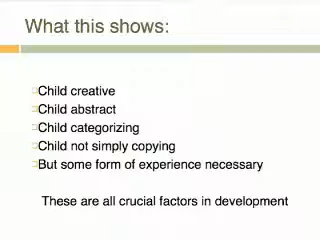 What this shows:
Child creative
Child abstract
Child categorizing
Child not simply copying
But some form of experience necessary
These are all crucial factors in development